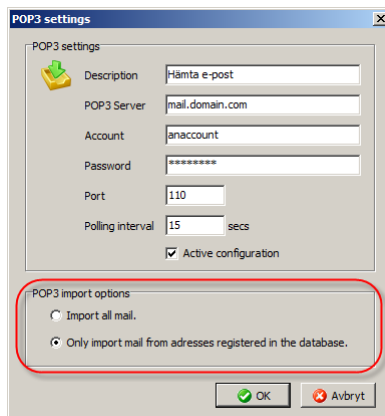 POP3 settings
POP3 settings
Description Hämta e-post
POP3 Server mail.domain.com
Account anaccount
Password ********
Port 110
Polling interval 15 secs
Active configuration
POP3 import options
Import all mail.
Only import mail from adresses registered in the database.
OK Avbryt